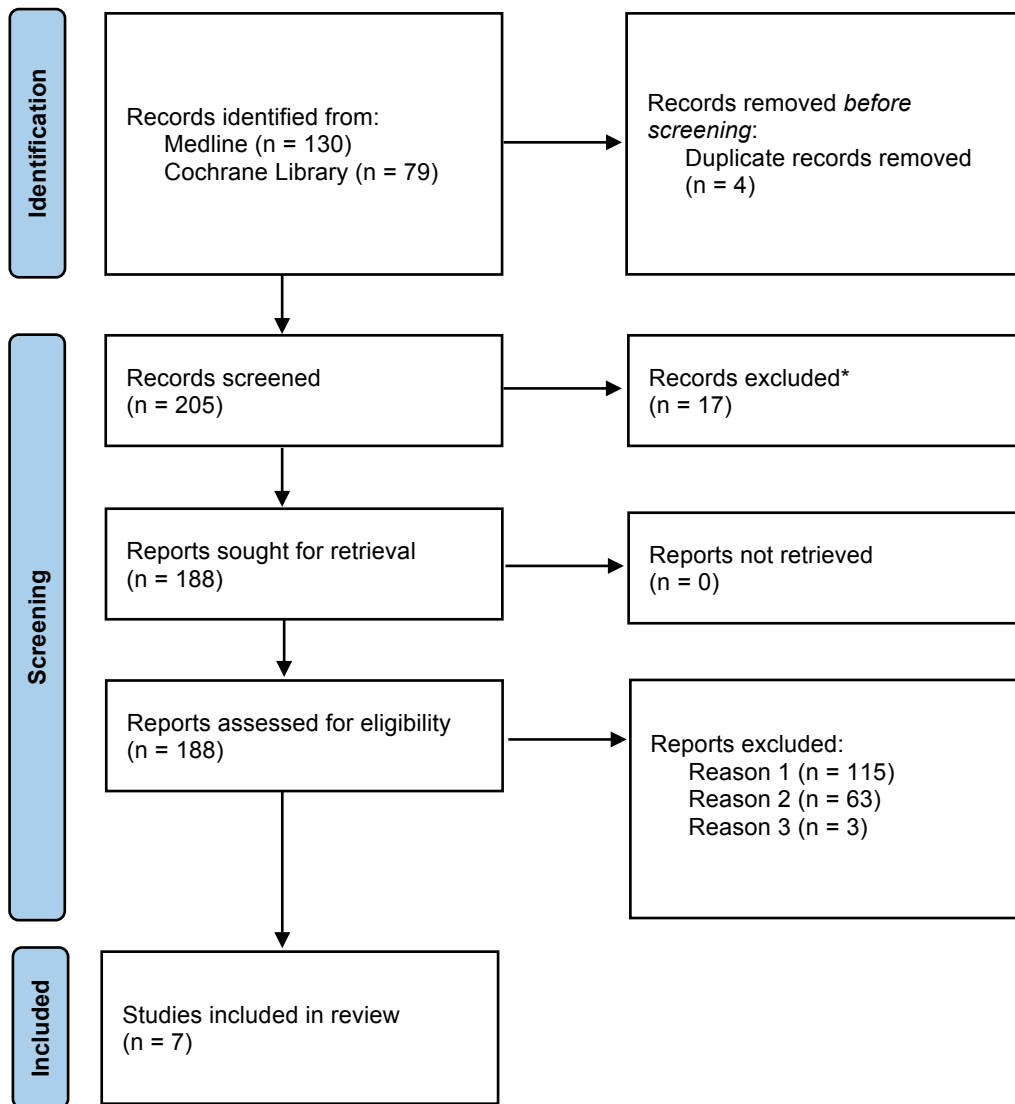 Identification
Records identified from:
Medline (n = 130)
Cochrane Library (n = 79)
Records removed before
screening:
Duplicate records removed
(n = 4)
Screening
Records screened
(n = 205)
Records excluded*
(n = 17)
Reports sought for retrieval
(n = 188)
Reports not retrieved
(n = 0)
Reports assessed for eligibility
(n = 188)
Reports excluded:
Reason 1 (n = 115)
Reason 2 (n = 63)
Reason 3 (n = 3)
Included
Studies included in review
(n = 7)